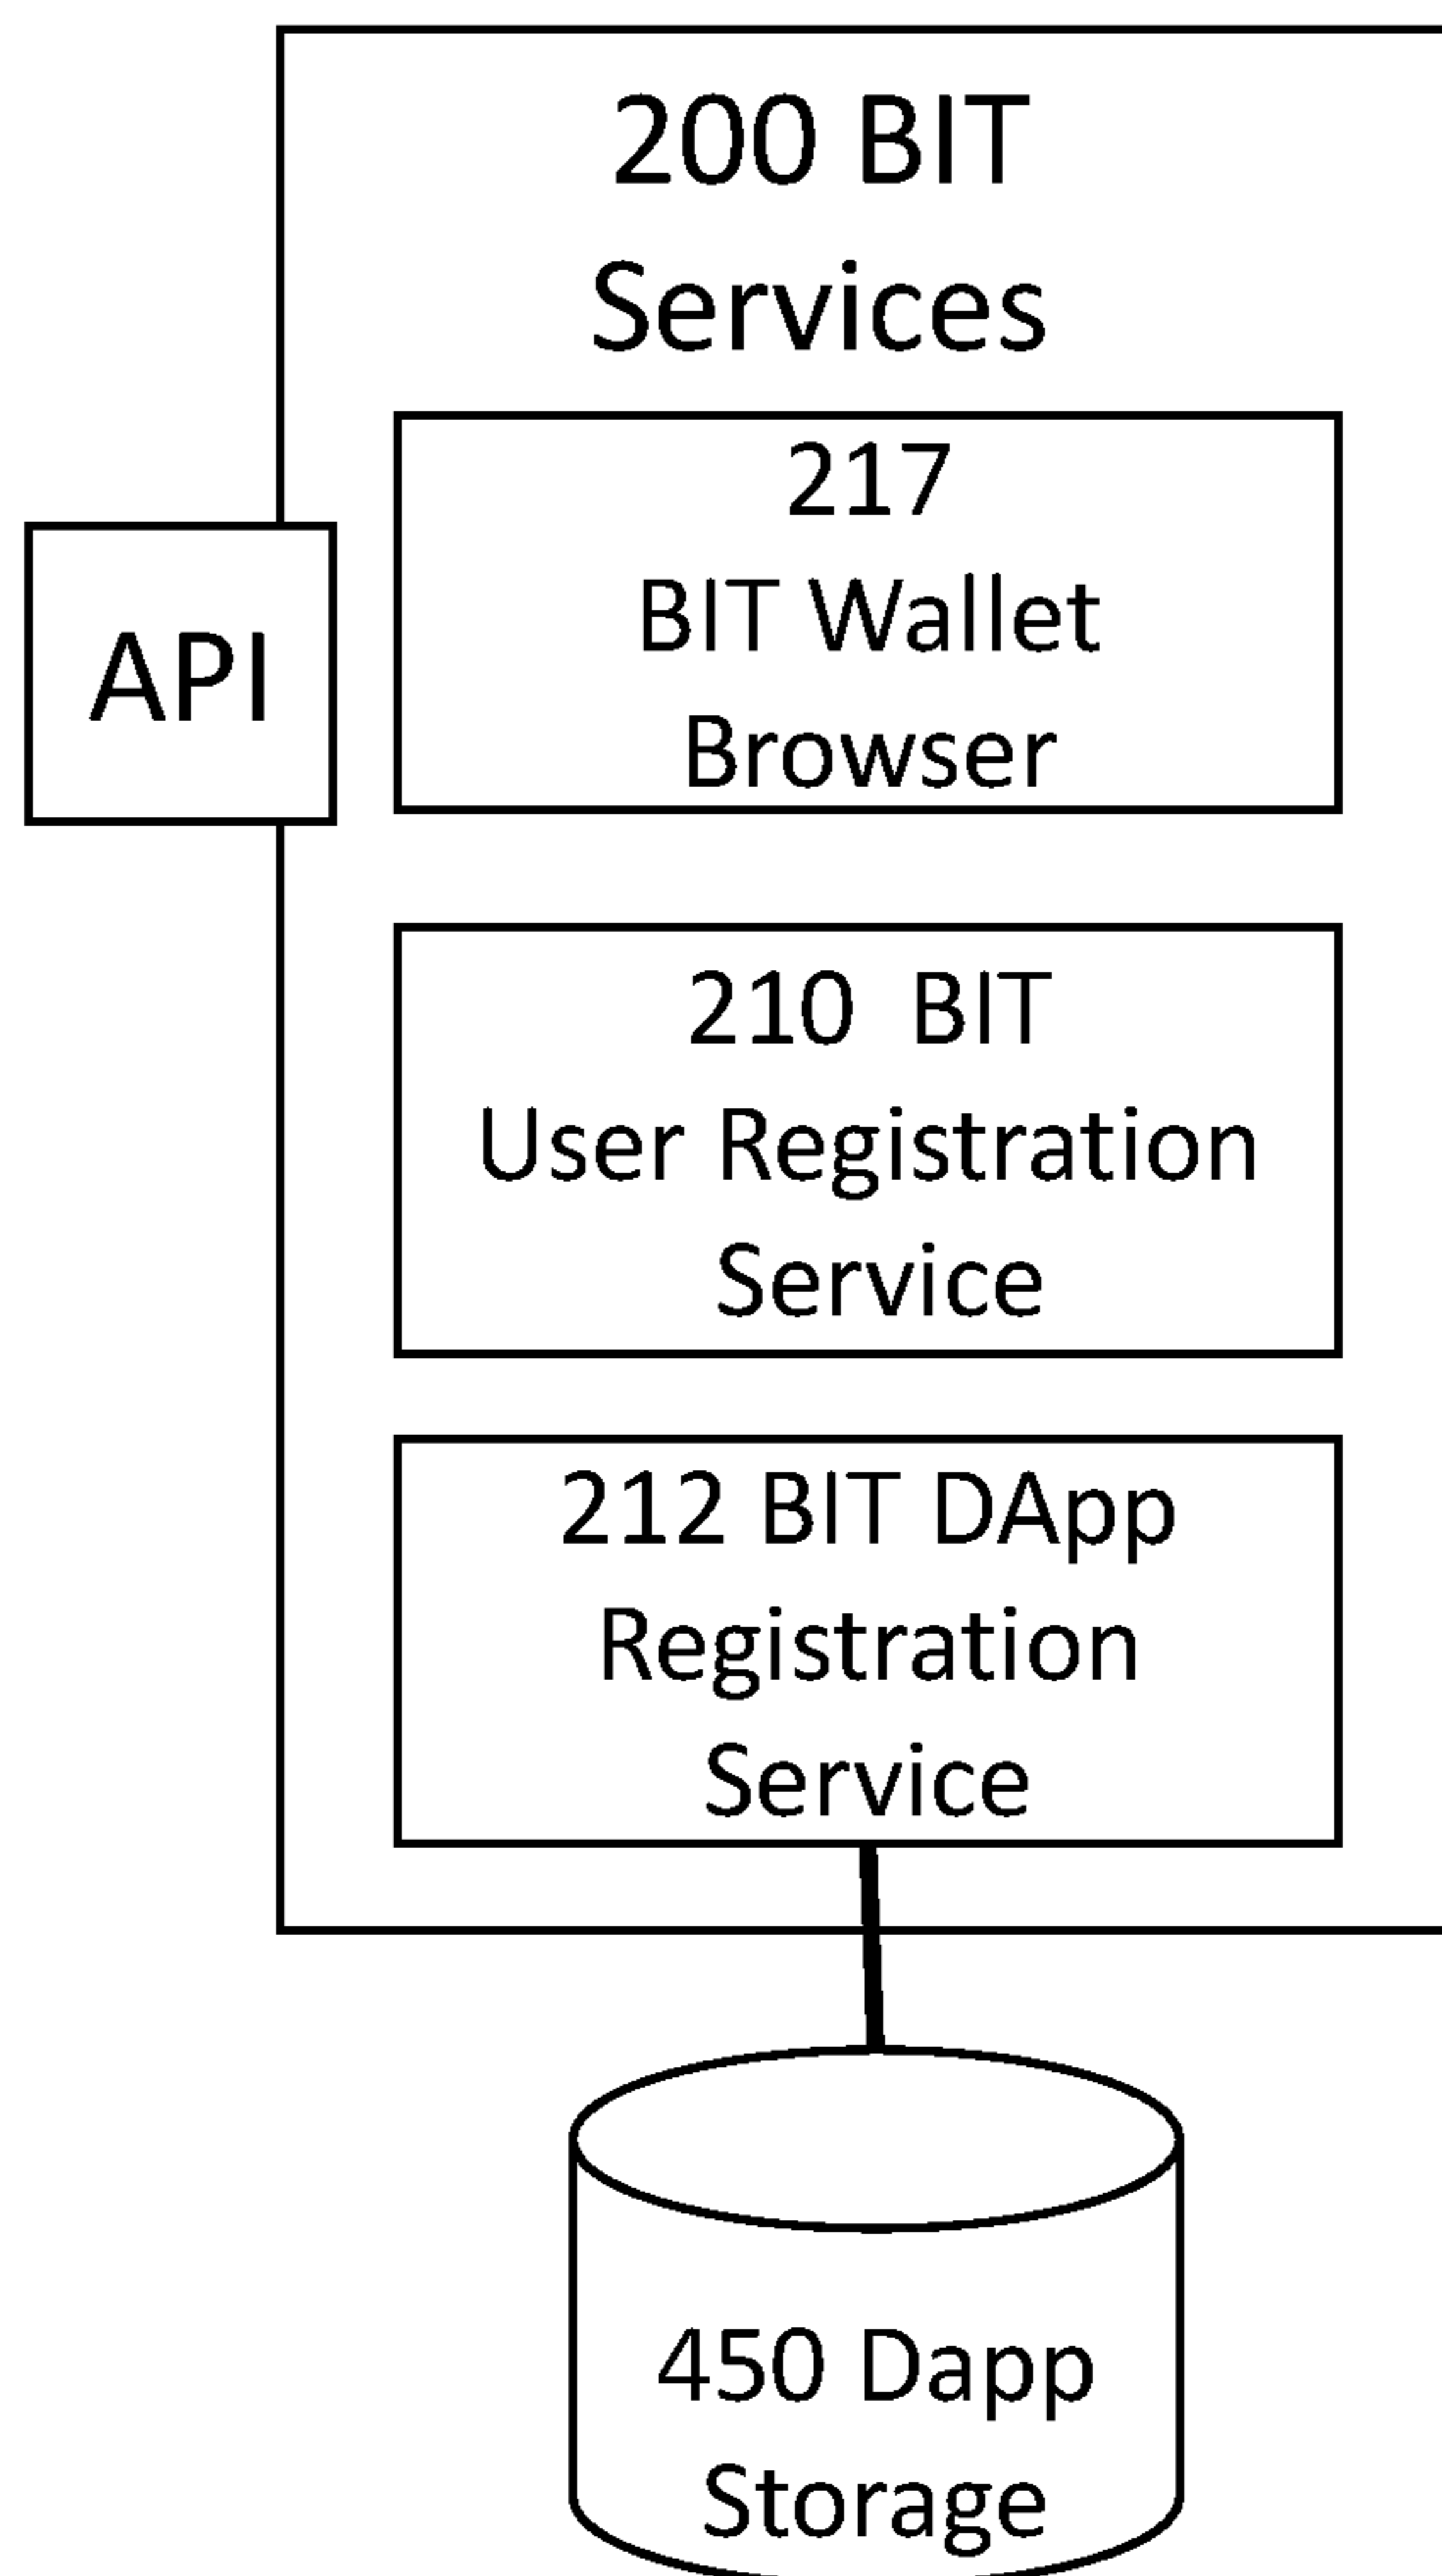 200 BIT
Services
217
BIT Wallet
Browser
API
210 BIT
User Registration
Service
212 BIT DApp
Registration
Service
450 Dapp
Storage